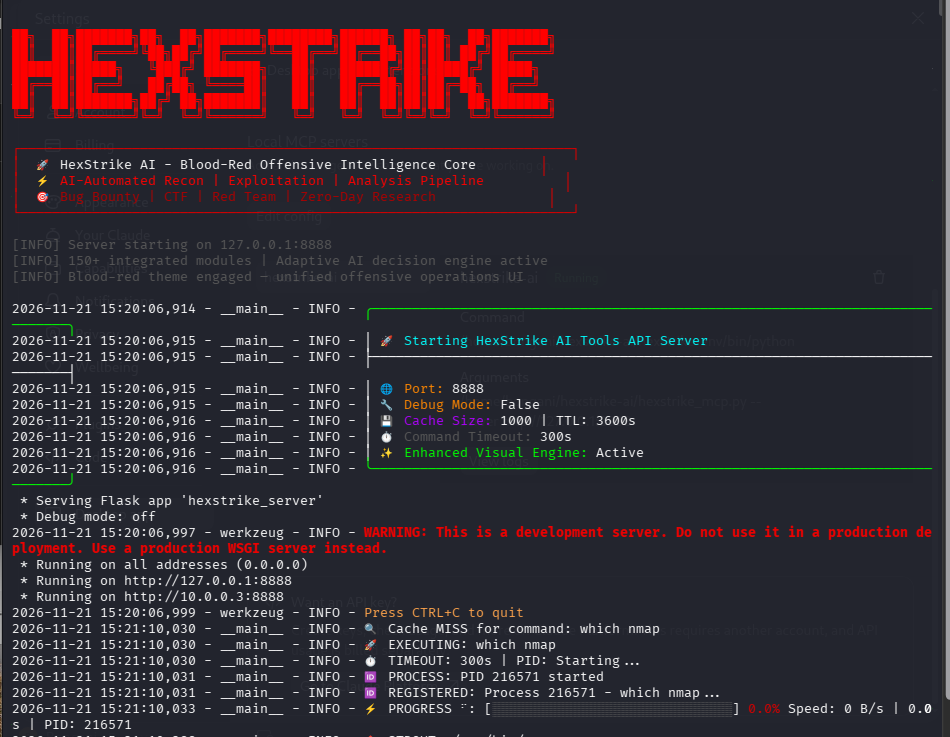 Settings
HEXSTRIKE
Billing
Local MCP servers
🚀 HexStrike AI - Blood-Red Offensive Intelligence Core
⚡ AI-Automated Recon | Exploitation | Analysis Pipeline
🎯 Bug Bounty | CTF | Red Team | Zero-Day Research
Appearance
Edit config
Your Claude
[INFO] Server starting on 127.0.0.1:8888
[INFO] 150+ integrated modules | Adaptive AI decision engine active
[INFO] Blood-red theme engaged – unified offensive operations UI
2026-11-21 15:20:06,914 - __main__ - INFO -
Command
2026-11-21 15:20:06,915 - __main__ - INFO - 🚀 Starting HexStrike AI Tools API Server
2026-11-21 15:20:06,915 - __main__ - INFO -
Arguments
2026-11-21 15:20:06,915 - __main__ - INFO - 🌐 Port: 8888
2026-11-21 15:20:06,915 - __main__ - INFO - 🔧 Debug Mode: False
2026-11-21 15:20:06,916 - __main__ - INFO - 💾 Cache Size: 1000 | TTL: 3600s
2026-11-21 15:20:06,916 - __main__ - INFO - ⏱️ Command Timeout: 300s
2026-11-21 15:20:06,916 - __main__ - INFO - ✨ Enhanced Visual Engine: Active
2026-11-21 15:20:06,916 - __main__ - INFO -
* Serving Flask app 'hexstrike_server'
* Debug mode: off
2026-11-21 15:20:06,997 - werkzeug - INFO - WARNING: This is a development server. Do not use it in a production de
ployment. Use a production WSGI server instead.
* Running on all addresses (0.0.0.0)
* Running on http://127.0.0.1:8888
* Running on http://10.0.0.3:8888
Want an API key?
2026-11-21 15:20:06,999 - werkzeug - INFO - Press CTRL+C to quit
2026-11-21 15:21:10,030 - __main__ - INFO - 🔍 Cache MISS for command: which nmap
2026-11-21 15:21:10,030 - __main__ - INFO - 🚀 EXECUTING: which nmap
2026-11-21 15:21:10,030 - __main__ - INFO - ⏱️ TIMEOUT: 300s | PID: Starting...
2026-11-21 15:21:10,031 - __main__ - INFO - 🆔 PROCESS: PID 216571 started
2026-11-21 15:21:10,031 - __main__ - INFO - 🆔 REGISTERED: Process 216571 - which nmap...
2026-11-21 15:21:10,033 - __main__ - INFO - ⚡ PROGRESS ⠋: [░░░░░░░░░░░░░░░░░░░░░░░░░░░░░░] 0.0% Speed: 0 B/s | 0.0
s | PID: 216571